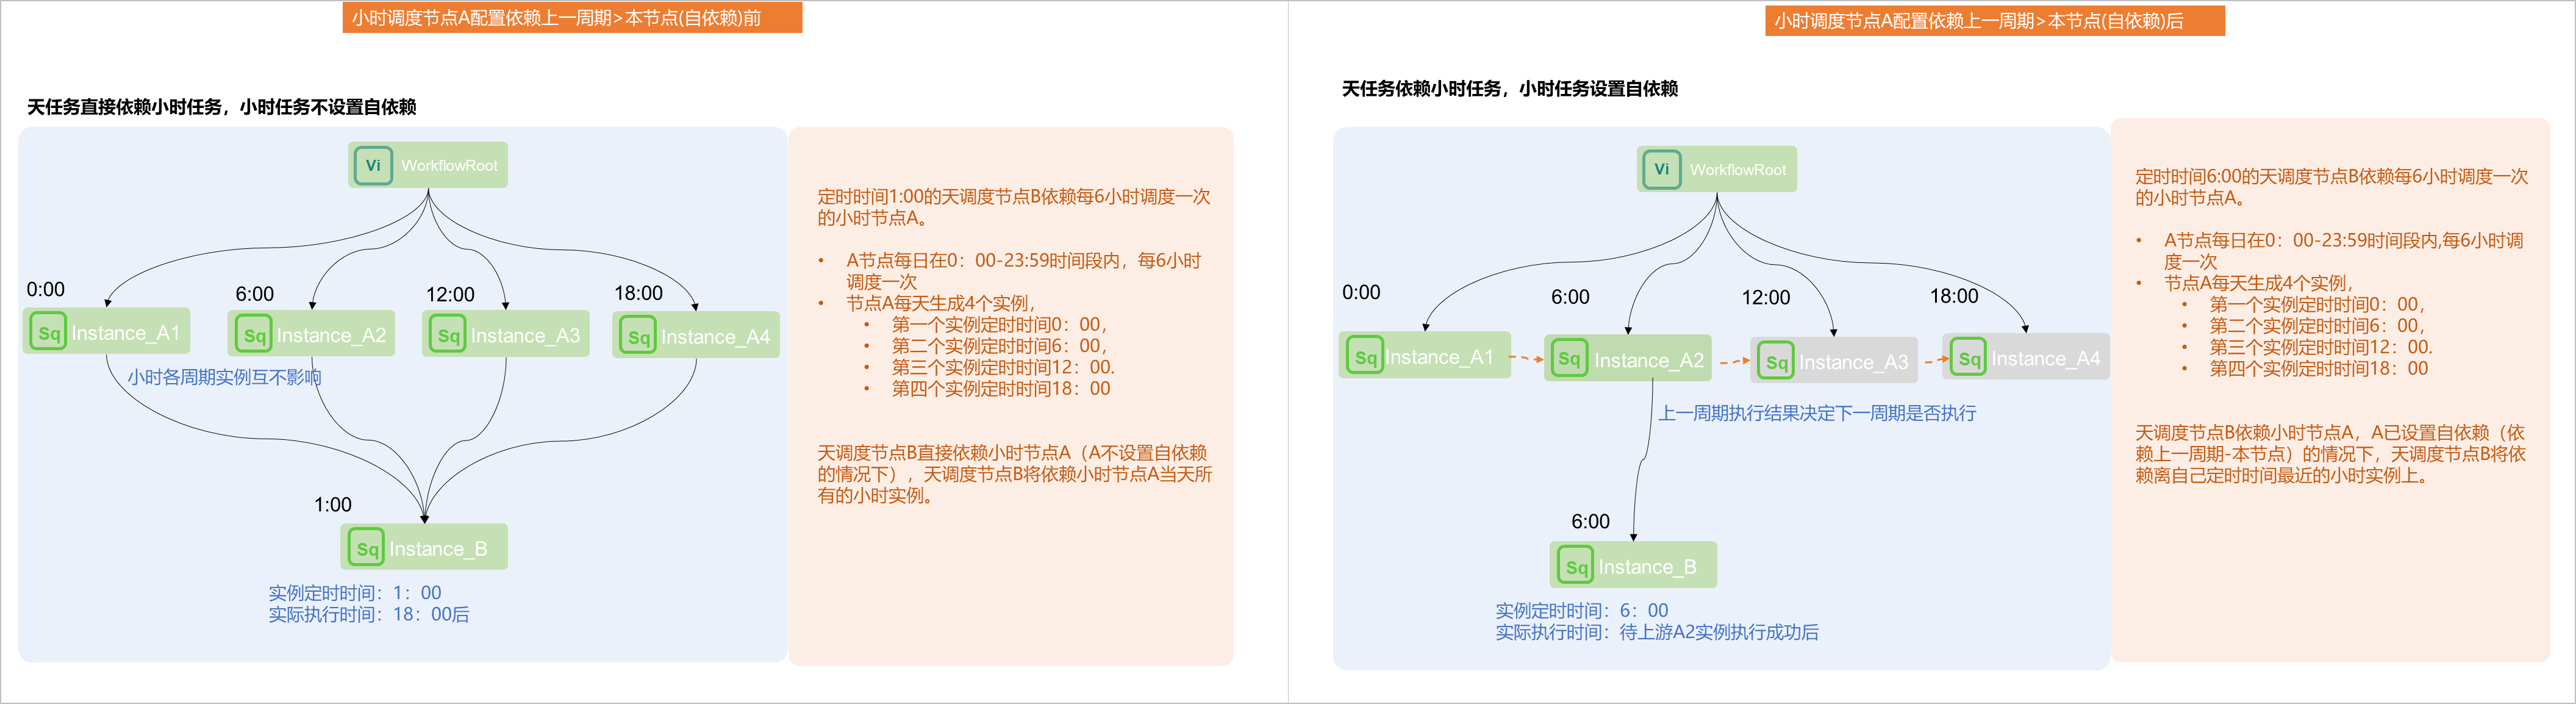 小时调度节点A配置依赖上一周期>本节点(自依赖)前
天任务直接依赖小时任务，小时任务不设置自依赖
Vi WorkflowRoot
0:00
6:00
12:00
18:00
Sq Instance_A1
Sq Instance_A2
Sq Instance_A3
Sq Instance_A4
小时各周期实例互不影响
1:00
Sq Instance_B
实例定时时间：1：00
实际执行时间：18：00后
定时时间1:00的天调度节点B依赖每6小时调度一次
的小时节点A。
• A节点每日在0：00-23:59时间段内，每6小时
调度一次
• 节点A每天生成4个实例，
• 第一个实例定时时间0：00，
• 第二个实例定时时间6：00，
• 第三个实例定时时间12：00.
• 第四个实例定时时间18：00
天调度节点B直接依赖小时节点A（A不设置自依赖
的情况下），天调度节点B将依赖小时节点A当天所
有的小时实例。
小时调度节点A配置依赖上一周期>本节点(自依赖)后
天任务依赖小时任务，小时任务设置自依赖
Vi WorkflowRoot
0:00
6:00
12:00
18:00
Sq Instance_A1
Sq Instance_A2
Sq Instance_A3
Sq Instance_A4
上一周期执行结果决定下一周期是否执行
6:00
Sq Instance_B
实例定时时间：6：00
实际执行时间：待上游A2实例执行成功后
定时时间6:00的天调度节点B依赖每6小时调度一次
的小时节点A。
• A节点每日在0：00-23:59时间段内,每6小时调
度一次
• 节点A每天生成4个实例，
• 第一个实例定时时间0：00，
• 第二个实例定时时间6：00，
• 第三个实例定时时间12：00.
• 第四个实例定时时间18：00
天调度节点B依赖小时节点A，A已设置自依赖（依
赖上一周期-本节点）的情况下，天调度节点B将依
赖离自己定时时间最近的小时实例上。